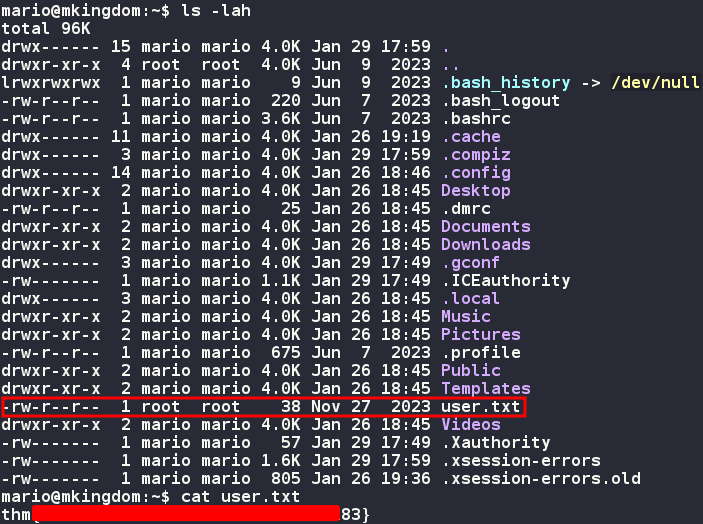 mario@mkingdom:~$ ls -lah
total 96K
drwx------ 15 mario mario 4.0K Jan 29 17:59 .
drwxr-xr-x  4 root  root  4.0K Jun  9  2023 ..
lrwxrwxrwx  1 mario mario    9 Jun  9  2023 .bash_history -> /dev/null
-rw-r--r--  1 mario mario  220 Jun  7  2023 .bash_logout
-rw-r--r--  1 mario mario 3.6K Jun  7  2023 .bashrc
drwx------ 11 mario mario 4.0K Jan 26 19:19 .cache
drwx------  3 mario mario 4.0K Jan 29 17:59 .compiz
drwx------ 14 mario mario 4.0K Jan 26 18:46 .config
drwxr-xr-x  2 mario mario 4.0K Jan 26 18:45 Desktop
-rw-r--r--  1 mario mario   25 Jan 26 18:45 .dmrc
drwxr-xr-x  2 mario mario 4.0K Jan 26 18:45 Documents
drwxr-xr-x  2 mario mario 4.0K Jan 26 18:45 Downloads
drwx------  3 mario mario 4.0K Jan 29 17:49 .gconf
-rw-------  1 mario mario 1.1K Jan 29 17:49 .ICEauthority
drwx------  3 mario mario 4.0K Jan 26 18:45 .local
drwxr-xr-x  2 mario mario 4.0K Jan 26 18:45 Music
drwxr-xr-x  2 mario mario 4.0K Jan 26 18:45 Pictures
-rw-r--r--  1 mario mario  675 Jun  7  2023 .profile
drwxr-xr-x  2 mario mario 4.0K Jan 26 18:45 Public
drwxr-xr-x  2 mario mario 4.0K Jan 26 18:45 Templates
-rw-r--r--  1 root  root    38 Nov 27  2023 user.txt
drwxr-xr-x  2 mario mario 4.0K Jan 26 18:45 Videos
-rw-------  1 mario mario   57 Jan 29 17:49 .Xauthority
-rw-------  1 mario mario 1.6K Jan 29 17:59 .xsession-errors
-rw-------  1 mario mario  805 Jan 26 19:36 .xsession-errors.old
mario@mkingdom:~$ cat user.txt
thm{ 83}